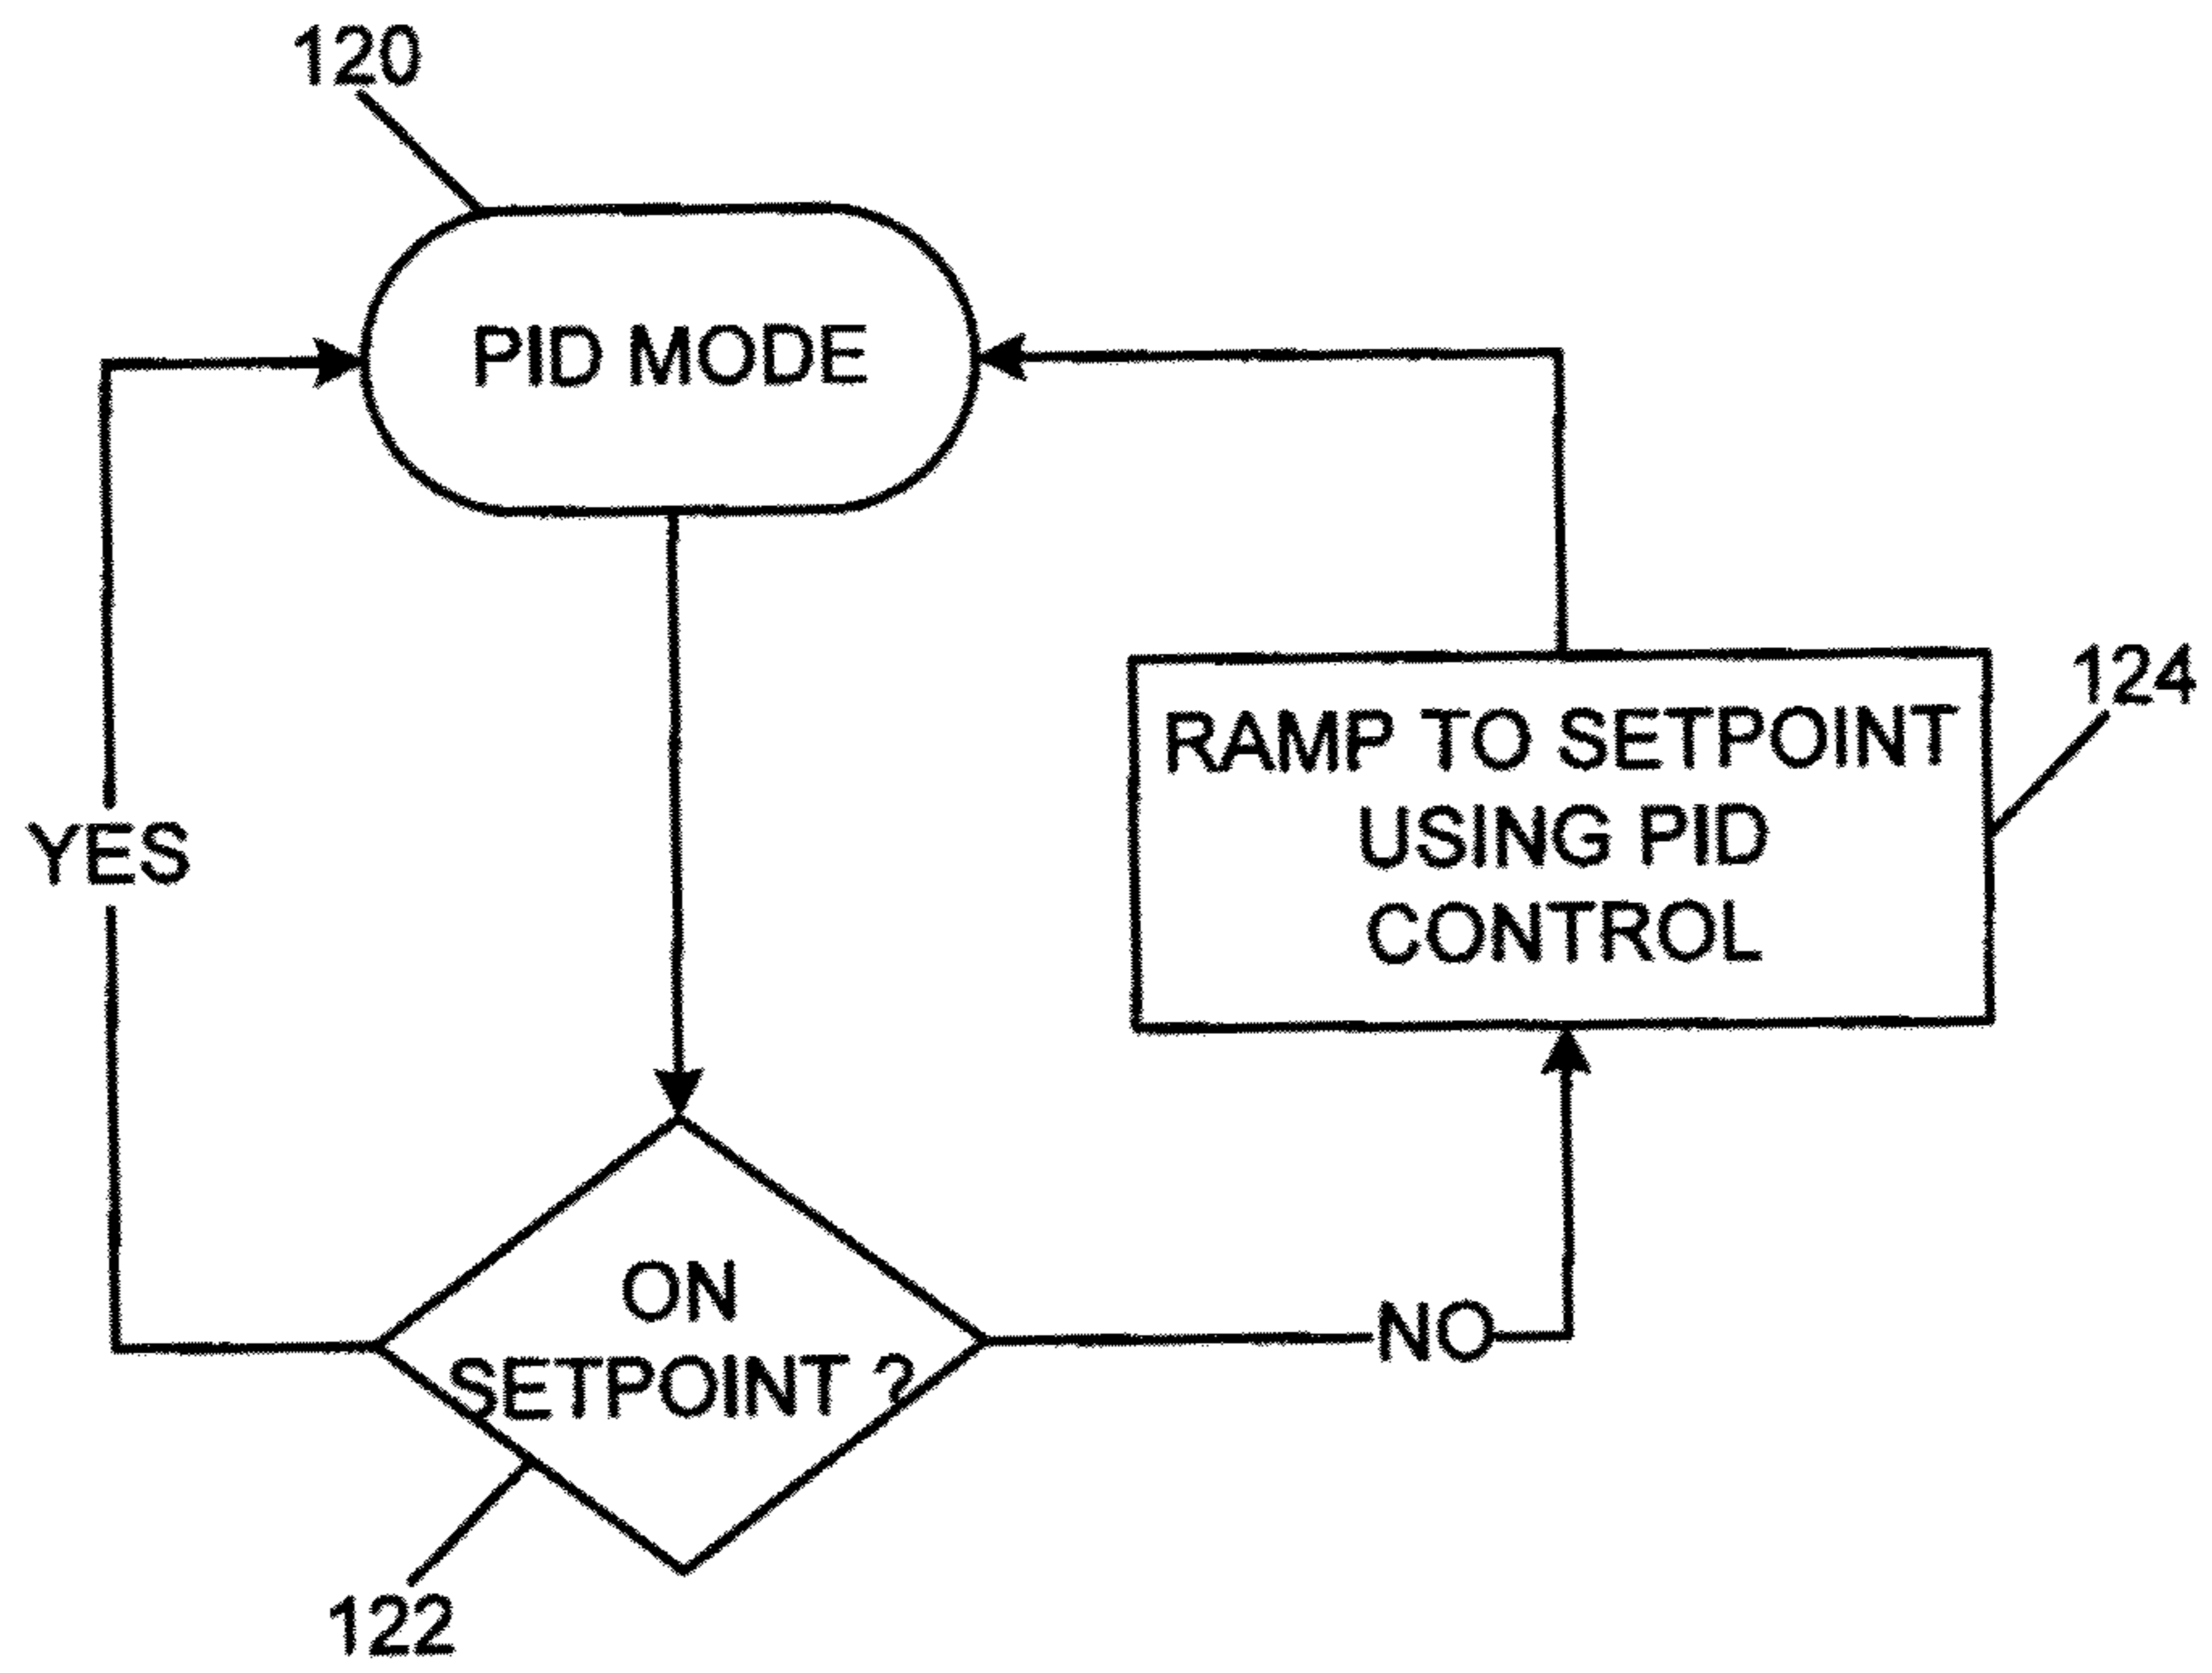 120
PID MODE
YES
RAMP TO SETPOINT
USING PID
CONTROL
124
ON
SETPOINT ?
NO
122